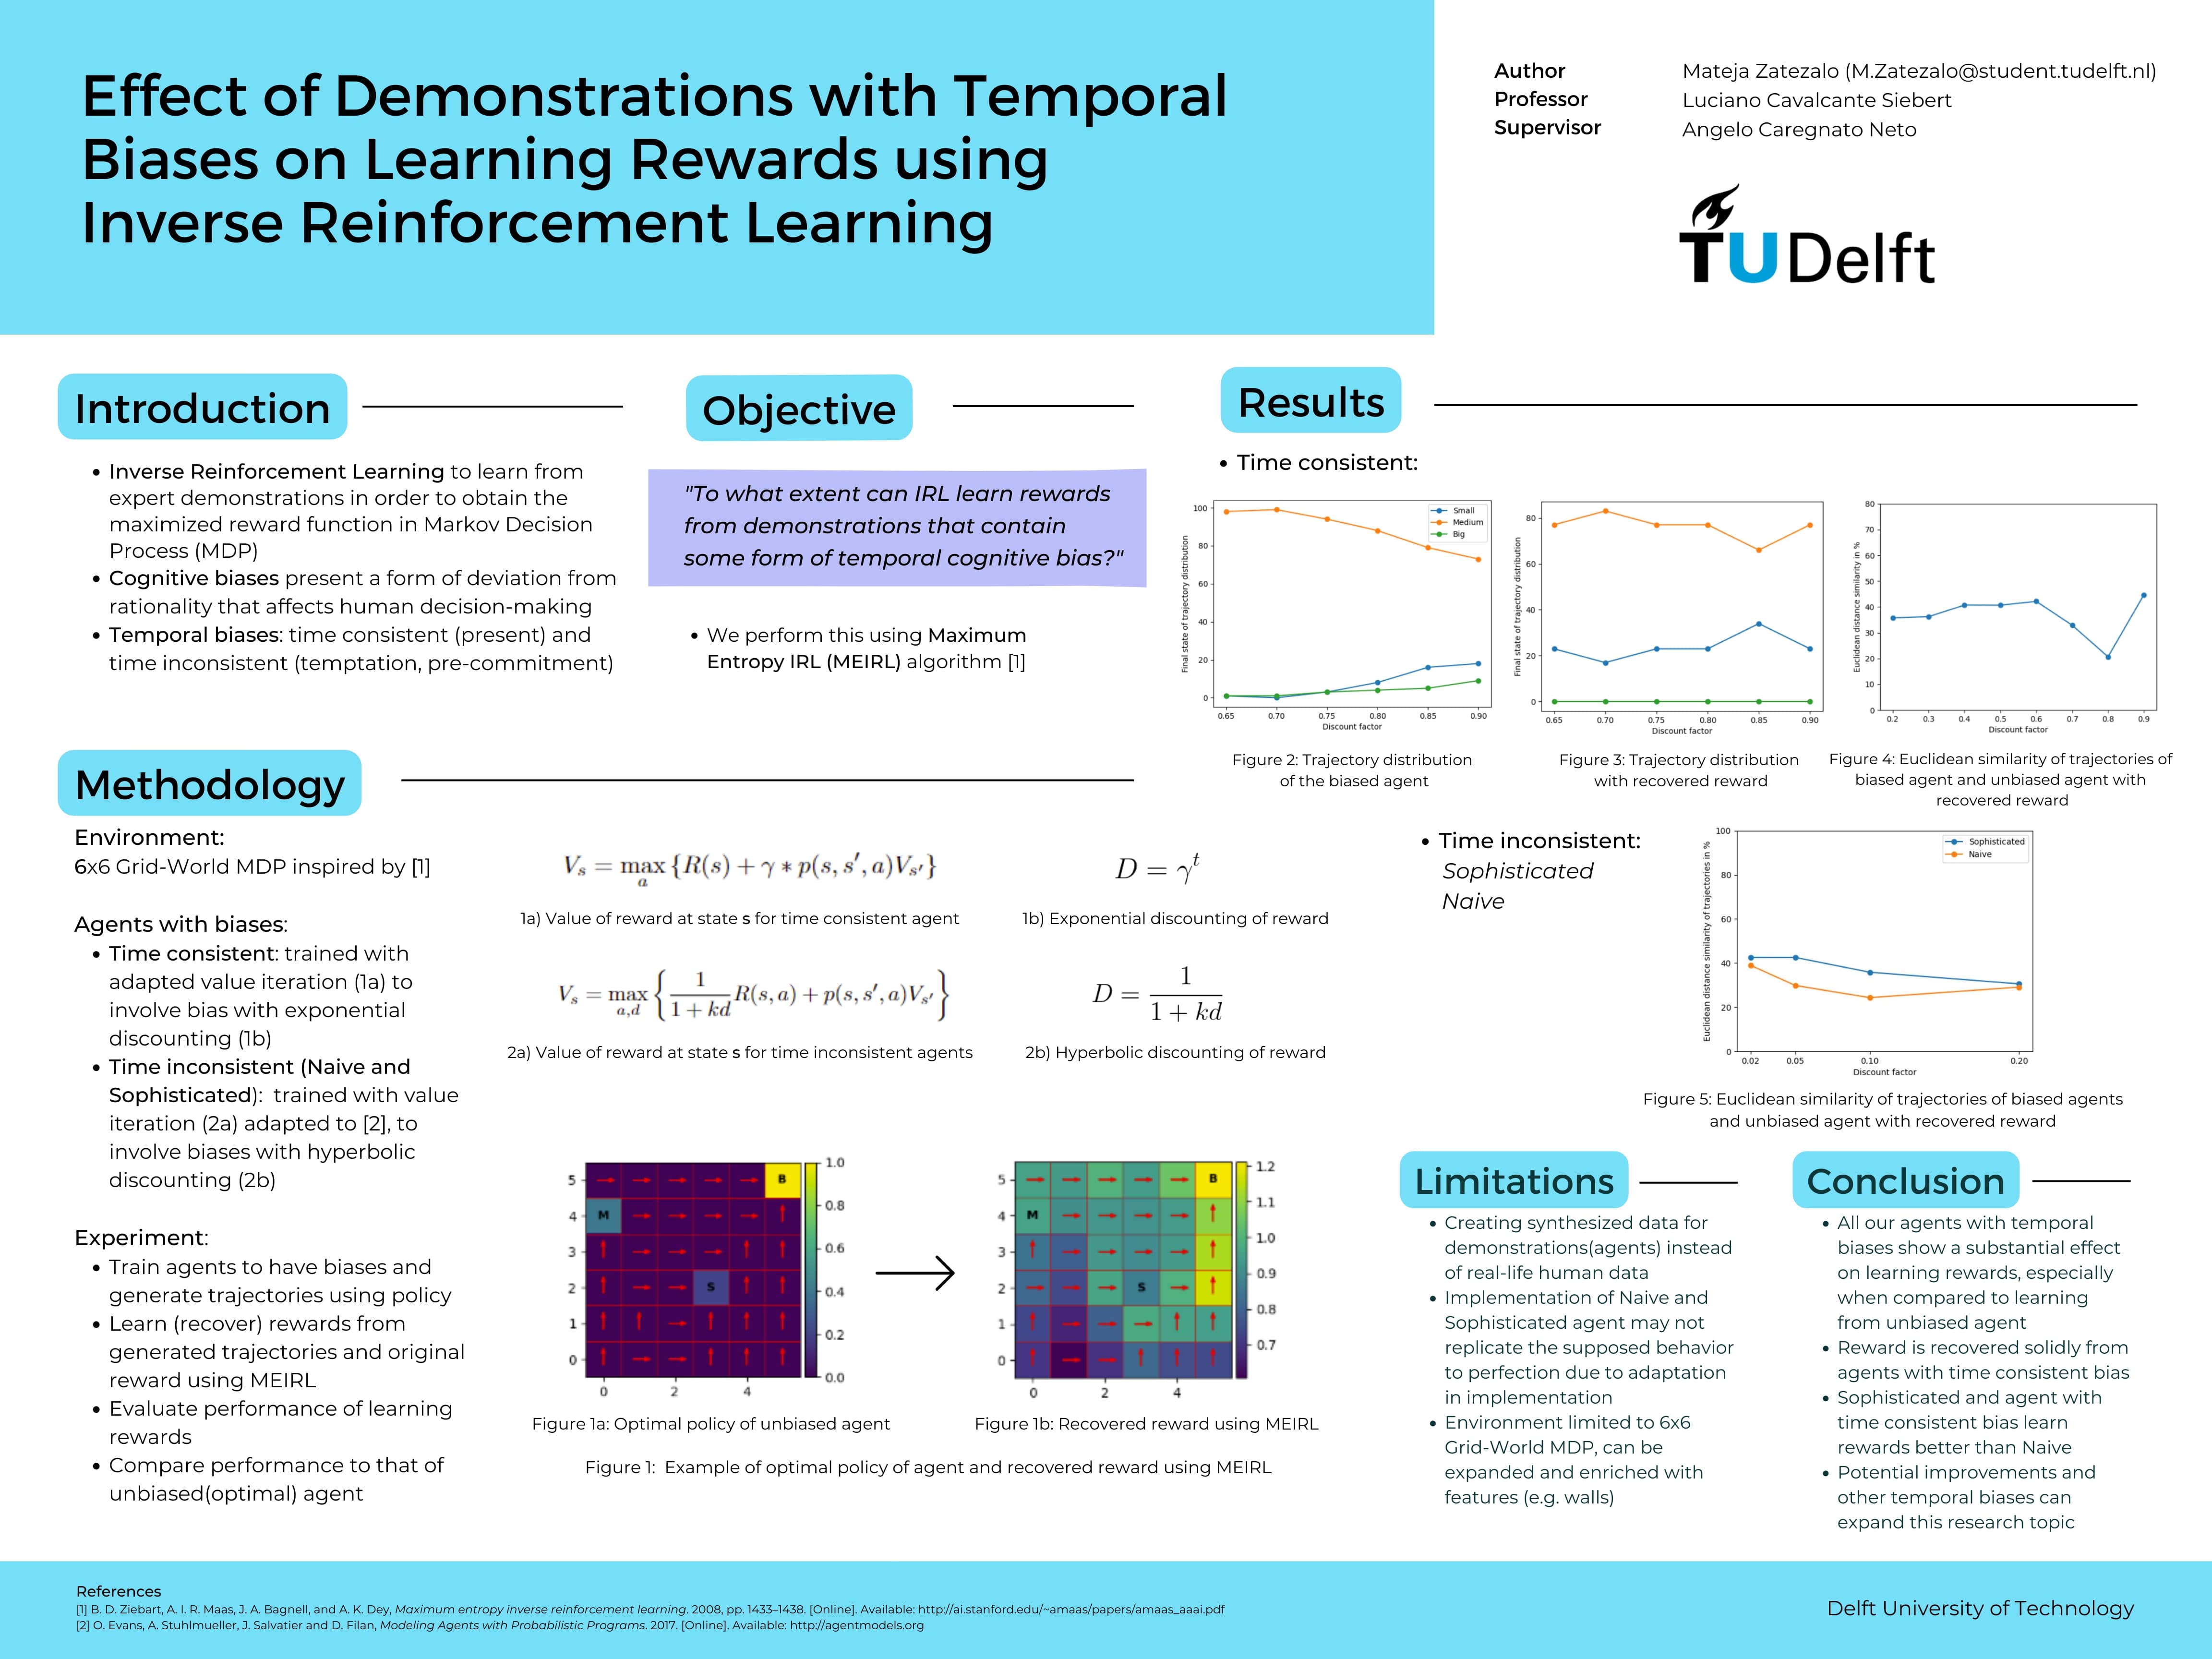 Effect of Demonstrations with Temporal
Biases on Learning Rewards using
Inverse Reinforcement Learning
Author Mateja Zatezalo (M.Zatezalo@student.tudelft.nl)
Professor Luciano Cavalcante Siebert
Supervisor Angelo Caregnato Neto
TUDelft
Introduction
• Inverse Reinforcement Learning to learn from
expert demonstrations in order to obtain the
maximized reward function in Markov Decision
Process (MDP)
• Cognitive biases present a form of deviation from
rationality that affects human decision-making
• Temporal biases: time consistent (present) and
time inconsistent (temptation, pre-commitment)
Objective
"To what extent can IRL learn rewards
from demonstrations that contain
some form of temporal cognitive bias?"
• We perform this using Maximum
Entropy IRL (MEIRL) algorithm [1]
Methodology
Environment:
6x6 Grid-World MDP inspired by [1]
Agents with biases:
• Time consistent: trained with
adapted value iteration (1a) to
involve bias with exponential
discounting (1b)
• Time inconsistent (Naive and
Sophisticated): trained with value
iteration (2a) adapted to [2], to
involve biases with hyperbolic
discounting (2b)
Experiment:
• Train agents to have biases and
generate trajectories using policy
• Learn (recover) rewards from
generated trajectories and original
reward using MEIRL
• Evaluate performance of learning
rewards
• Compare performance to that of
unbiased(optimal) agent
V_s = max_a {R(s) + γ * p(s, s′, a)V_s′}
1a) Value of reward at state s for time consistent agent
D = γ^t
1b) Exponential discounting of reward
V_s = max_{a,d} { 1/(1 + kd) R(s, a) + p(s, s′, a)V_s′ }
2a) Value of reward at state s for time inconsistent agents
D = 1/(1 + kd)
2b) Hyperbolic discounting of reward
5 4 3 2 1 0
0 2 4
B
M
S
1.0 0.8 0.6 0.4 0.2 0.0
Figure 1a: Optimal policy of unbiased agent
5 4 3 2 1 0
0 2 4
B
M
S
1.2 1.1 1.0 0.9 0.8 0.7
Figure 1b: Recovered reward using MEIRL
Figure 1: Example of optimal policy of agent and recovered reward using MEIRL
Results
• Time consistent:
Final state of trajectory distribution
100 80 60 40 20 0
Small
Medium
Big
0.65 0.70 0.75 0.80 0.85 0.90
Discount factor
Figure 2: Trajectory distribution
of the biased agent
Final state of trajectory distribution
80 60 40 20 0
0.65 0.70 0.75 0.80 0.85 0.90
Discount factor
Figure 3: Trajectory distribution
with recovered reward
Euclidean distance similarity in %
80 70 60 50 40 30 20 10 0
0.2 0.3 0.4 0.5 0.6 0.7 0.8 0.9
Discount factor
Figure 4: Euclidean similarity of trajectories of
biased agent and unbiased agent with
recovered reward
• Time inconsistent:
Sophisticated
Naive
Euclidean distance similarity of trajectories in %
100 80 60 40 20 0
Sophisticated
Naive
0.02 0.05 0.10 0.20
Discount factor
Figure 5: Euclidean similarity of trajectories of biased agents
and unbiased agent with recovered reward
Limitations
• Creating synthesized data for
demonstrations(agents) instead
of real-life human data
• Implementation of Naive and
Sophisticated agent may not
replicate the supposed behavior
to perfection due to adaptation
in implementation
• Environment limited to 6x6
Grid-World MDP, can be
expanded and enriched with
features (e.g. walls)
Conclusion
• All our agents with temporal
biases show a substantial effect
on learning rewards, especially
when compared to learning
from unbiased agent
• Reward is recovered solidly from
agents with time consistent bias
• Sophisticated and agent with
time consistent bias learn
rewards better than Naive
• Potential improvements and
other temporal biases can
expand this research topic
References
[1] B. D. Ziebart, A. I. R. Maas, J. A. Bagnell, and A. K. Dey, Maximum entropy inverse reinforcement learning. 2008, pp. 1433–1438. [Online]. Available: http://ai.stanford.edu/~amaas/papers/amaas_aaai.pdf
[2] O. Evans, A. Stuhlmueller, J. Salvatier and D. Filan, Modeling Agents with Probabilistic Programs. 2017. [Online]. Available: http://agentmodels.org
Delft University of Technology